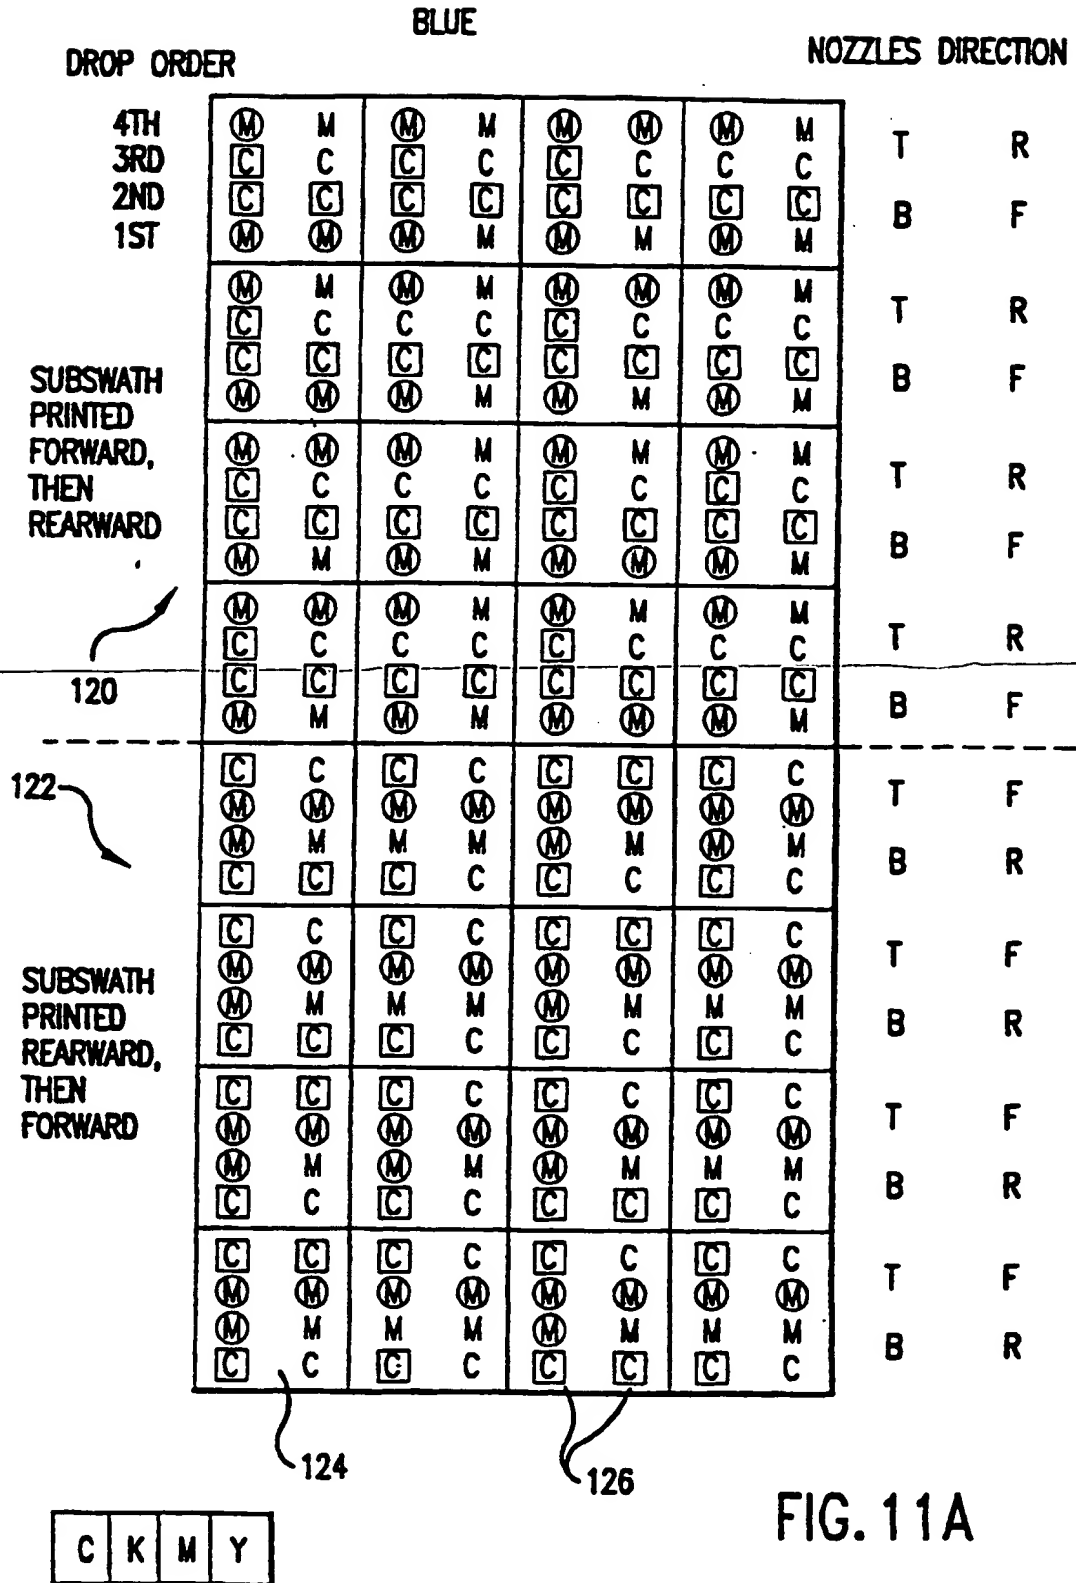 BLUE
DROP ORDER NOZZLES DIRECTION
4TH M M M M M M M M T R
3RD C C C C C C C C
2ND C C C C C C C C B F
1ST M M M M M M M M
M M M M M M M M T R
C C C C C C C C
C C C C C C C C B F
M M M M M M M M
SUBSWATH
PRINTED
FORWARD,
THEN
REARWARD
M M M M M M M M T R
C C C C C C C C
C C C C C C C C B F
M M M M M M M M
M M M M M M M M T R
C C C C C C C C
C C C C C C C C B F
M M M M M M M M
120
122
C C C C C C C C T F
M M M M M M M M
M M M M M M M M B R
C C C C C C C C
C C C C C C C C T F
M M M M M M M M
M M M M M M M M B R
C C C C C C C C
SUBSWATH
PRINTED
REARWARD,
THEN
FORWARD
C C C C C C C C T F
M M M M M M M M
M M M M M M M M B R
C C C C C C C C
C C C C C C C C T F
M M M M M M M M
M M M M M M M M B R
C C C C C C C C
124
126
FIG. 11A
C K M Y